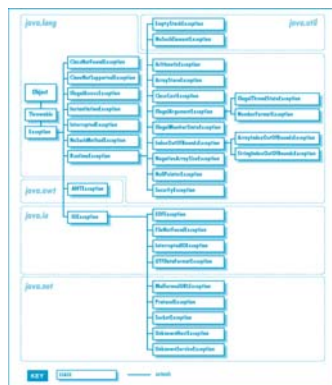 java.lang
java.util
EmptyStackException
NoSuchElementException
ClassNotFoundException
CloneNotSupportedException
IllegalAccessException
InstantiationException
InterruptedException
NoSuchMethodException
RuntimeException
Object
Throwable
Exception
ArithmeticException
ArrayStoreException
ClassCastException
IllegalArgumentException
IllegalMonitorStateException
IndexOutOfBoundsException
NegativeArraySizeException
NullPointerException
SecurityException
IllegalThreadStateException
NumberFormatException
ArrayIndexOutOfBoundsException
StringIndexOutOfBoundsException
java.awt
AWTException
java.io
IOException
EOFException
FileNotFoundException
InterruptedIOException
UTFDataFormatException
java.net
MalformedURLException
ProtocolException
SocketException
UnknownHostException
UnknownServiceException
KEY
CLASS
extends